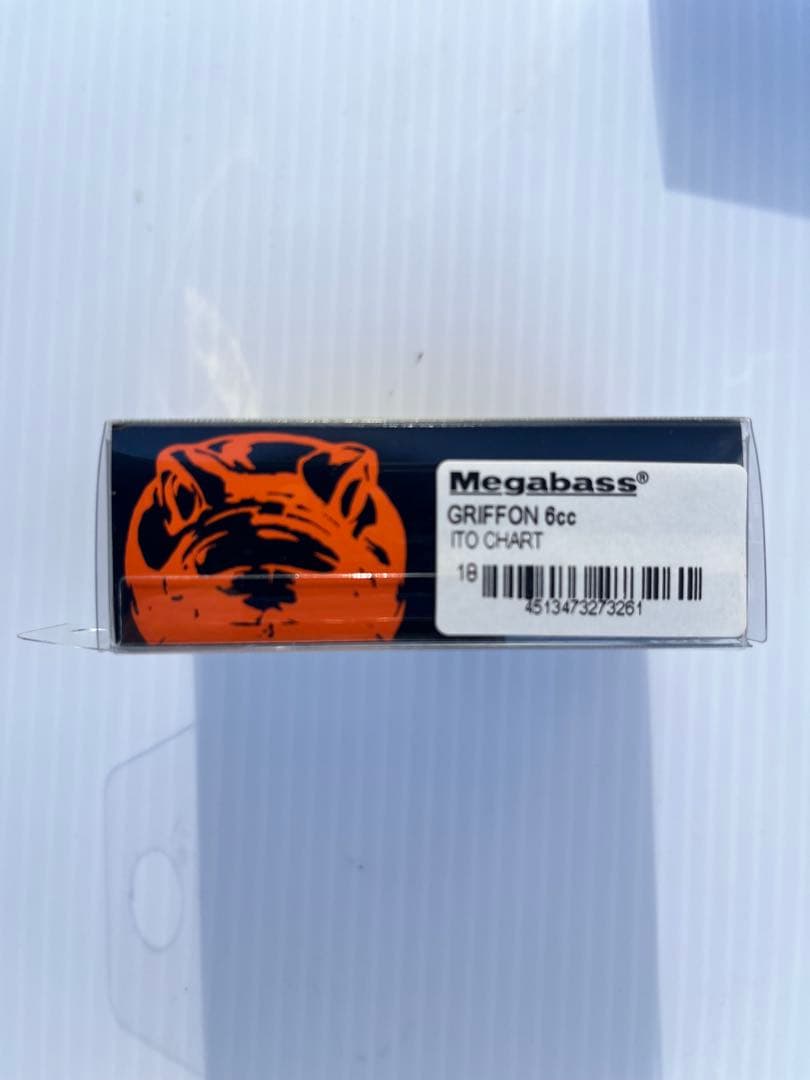 Megabass®
GRIFFON 6cc
ITO CHART
18
4513473273261